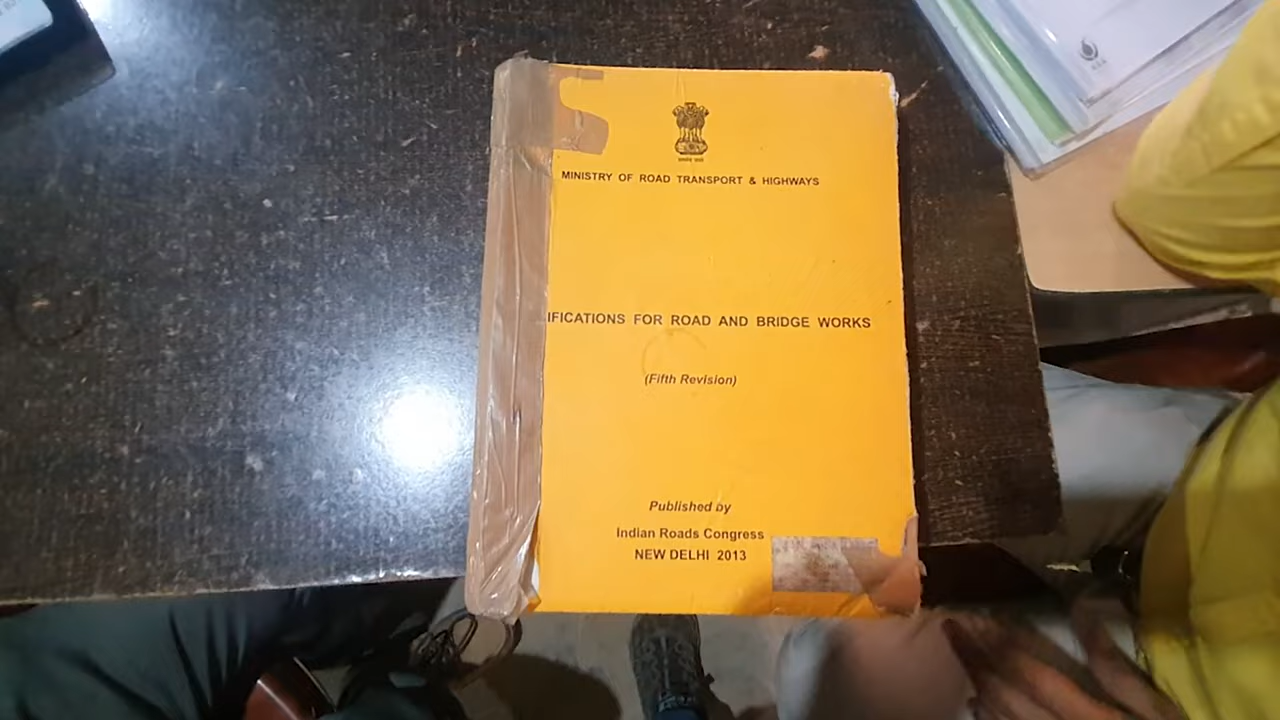 MINISTRY OF ROAD TRANSPORT & HIGHWAYS
IFICATIONS FOR ROAD AND BRIDGE WORKS
(Fifth Revision)
Published by
Indian Roads Congress
NEW DELHI 2013